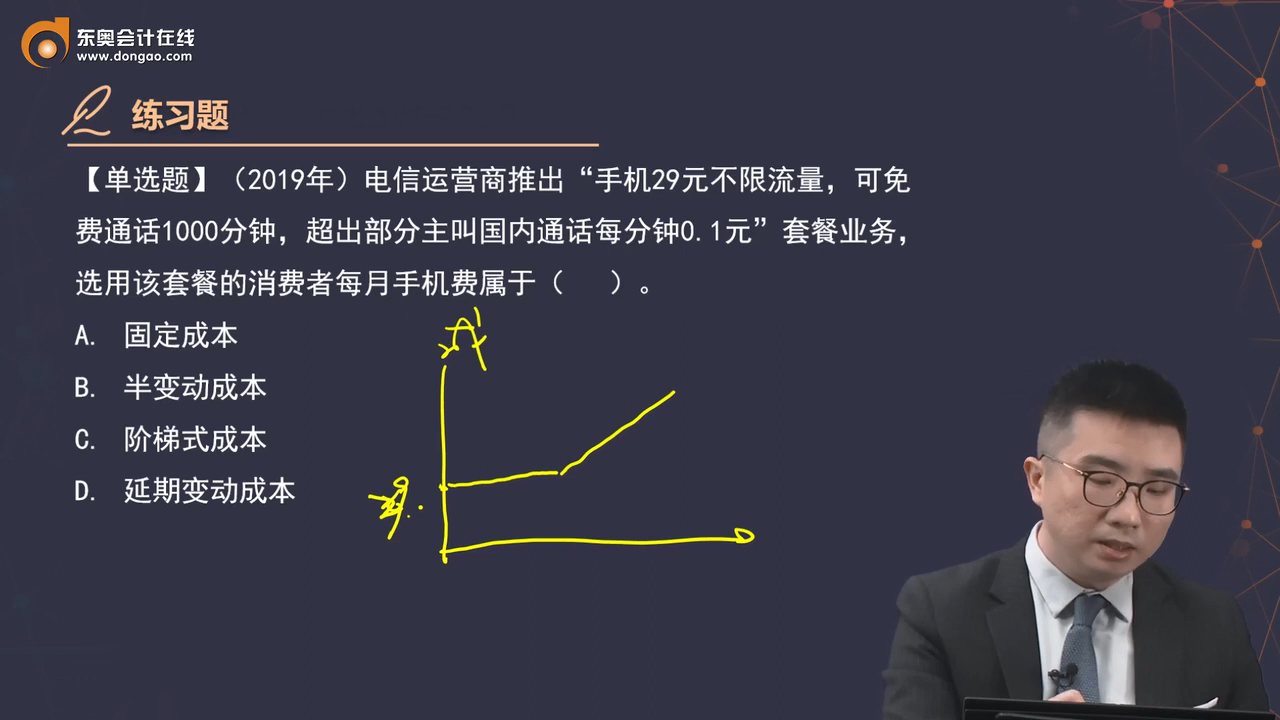 东奥会计在线
www.dongao.com
练习题
【单选题】（2019年）电信运营商推出“手机29元不限流量，可免
费通话1000分钟，超出部分主叫国内通话每分钟0.1元”套餐业务，
选用该套餐的消费者每月手机费属于（    ）。
A. 固定成本
B. 半变动成本
C. 阶梯式成本
D. 延期变动成本